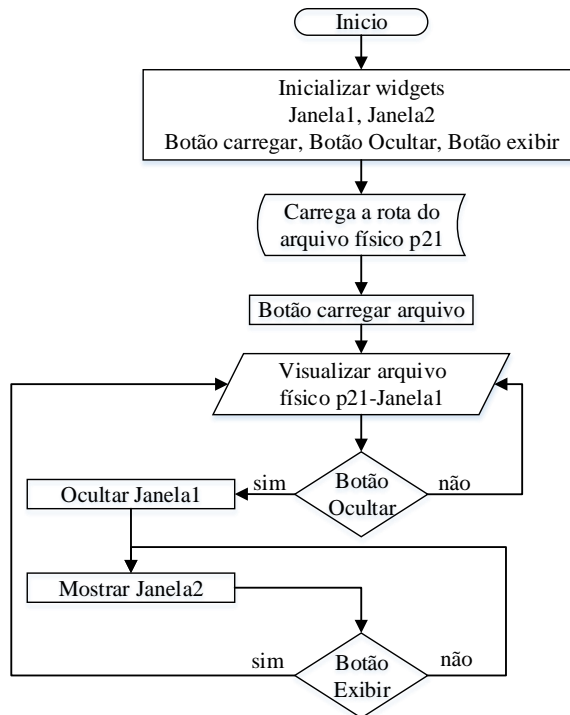 Inicio
Inicializar widgets
Janela1, Janela2
Botão carregar, Botão Ocultar, Botão exibir
Carrega a rota do
arquivo físico p21
Botão carregar arquivo
Visualizar arquivo
físico p21-Janela1
Botão
Ocultar
sim
não
Ocultar Janela1
Mostrar Janela2
Botão
Exibir
sim
não